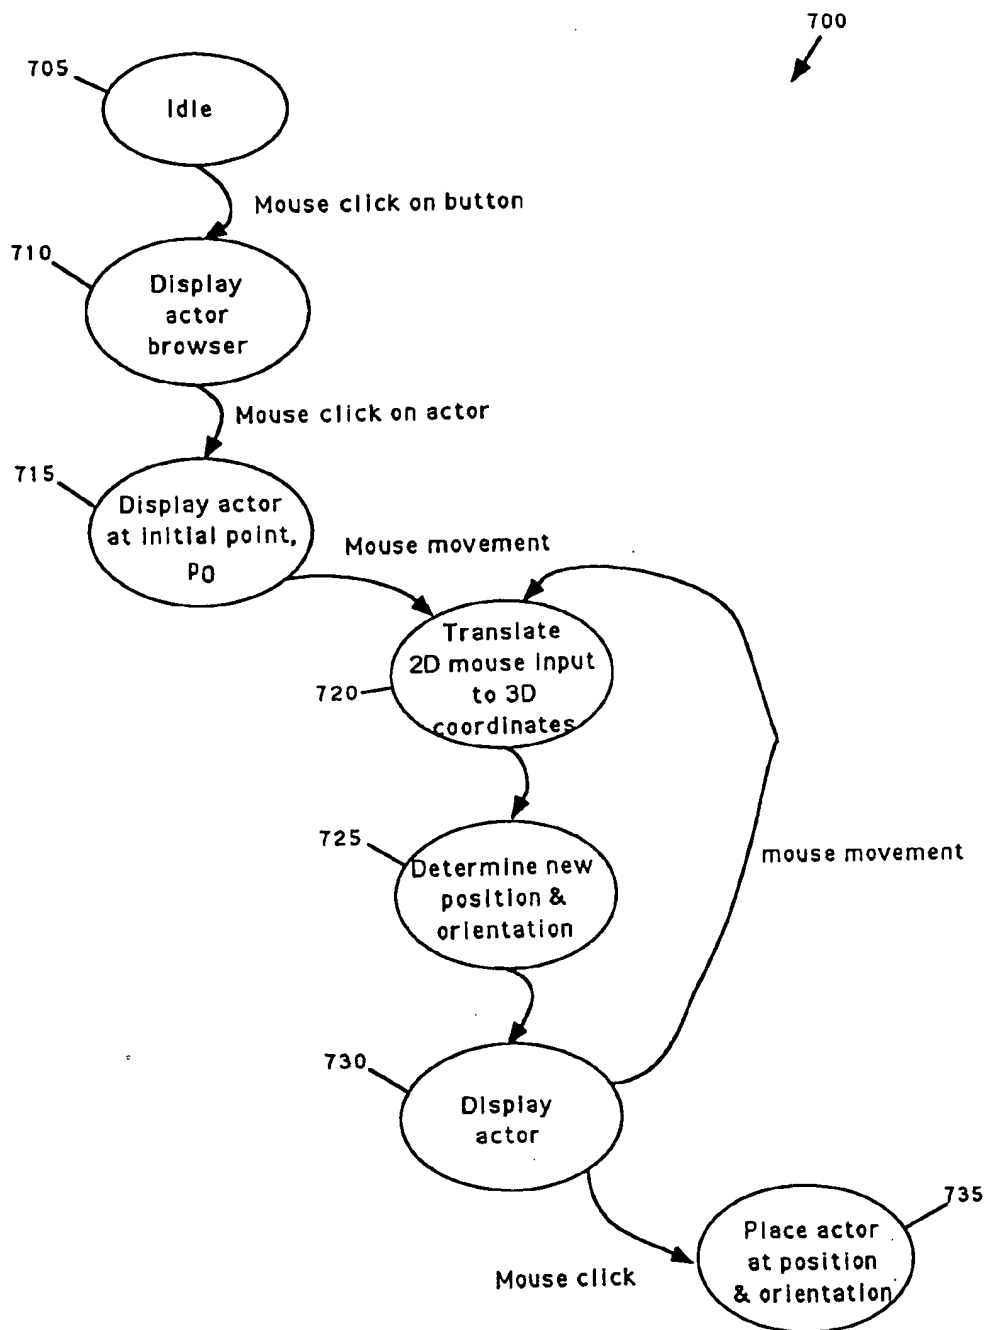 700
705
Idle
Mouse click on button
710
Display
actor
browser
Mouse click on actor
715
Display actor
at initial point,
P0
Mouse movement
Translate
2D mouse input
to 3D
coordinates
720
725
Determine new
position &
orientation
mouse movement
730
Display
actor
Mouse click
735
Place actor
at position
& orientation